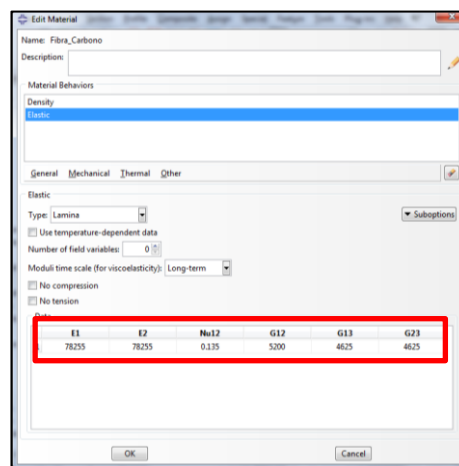 Edit Material
Name: Fibra_Carbono
Description:
Material Behaviors
Density
Elastic
General Mechanical Thermal Other
Elastic
Type: Lamina
Suboptions
Use temperature-dependent data
Number of field variables: 0
Moduli time scale (for viscoelasticity): Long-term
No compression
No tension
Data
E1 E2 Nu12 G12 G13 G23
78255 78255 0.135 5200 4625 4625
OK Cancel